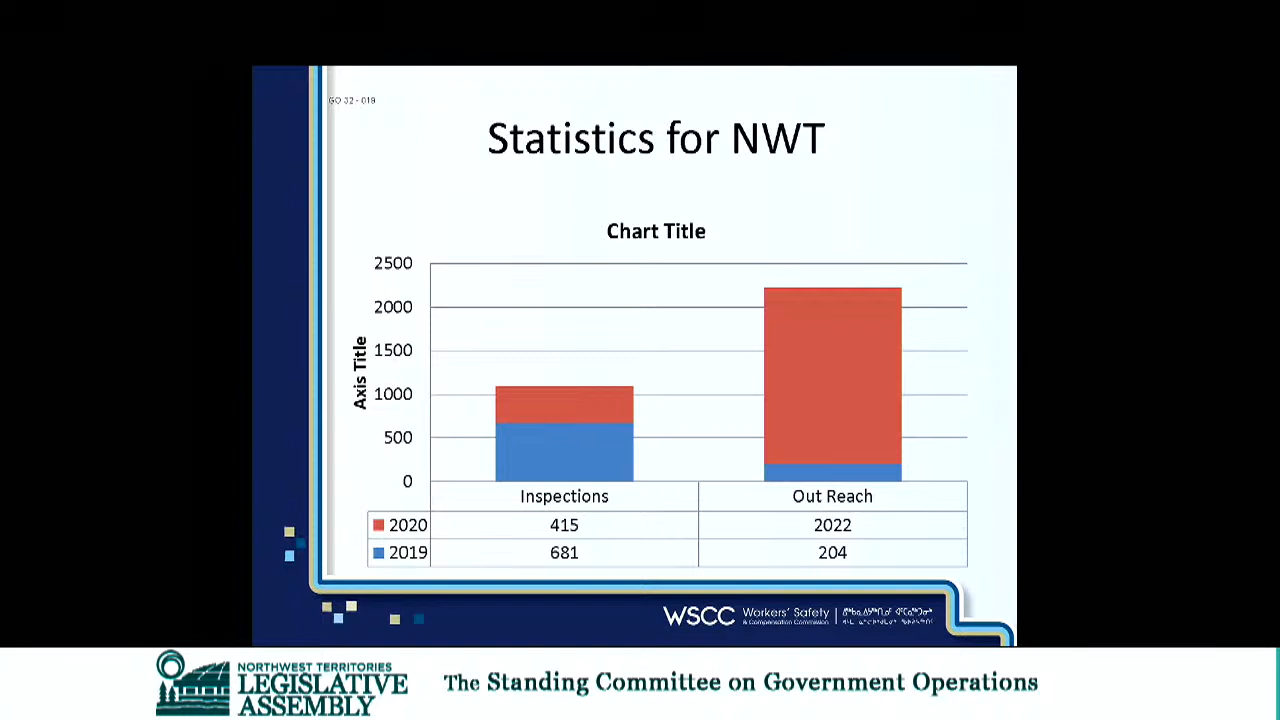 GO 32 - 019
Statistics for NWT
Chart Title
2500
2000
1500
1000
500
0
Axis Title
Inspections Out Reach
2020 415 2022
2019 681 204
WSCC Workers' Safety
& Compensation Commission
NORTHWEST TERRITORIES
LEGISLATIVE
ASSEMBLY
The Standing Committee on Government Operations